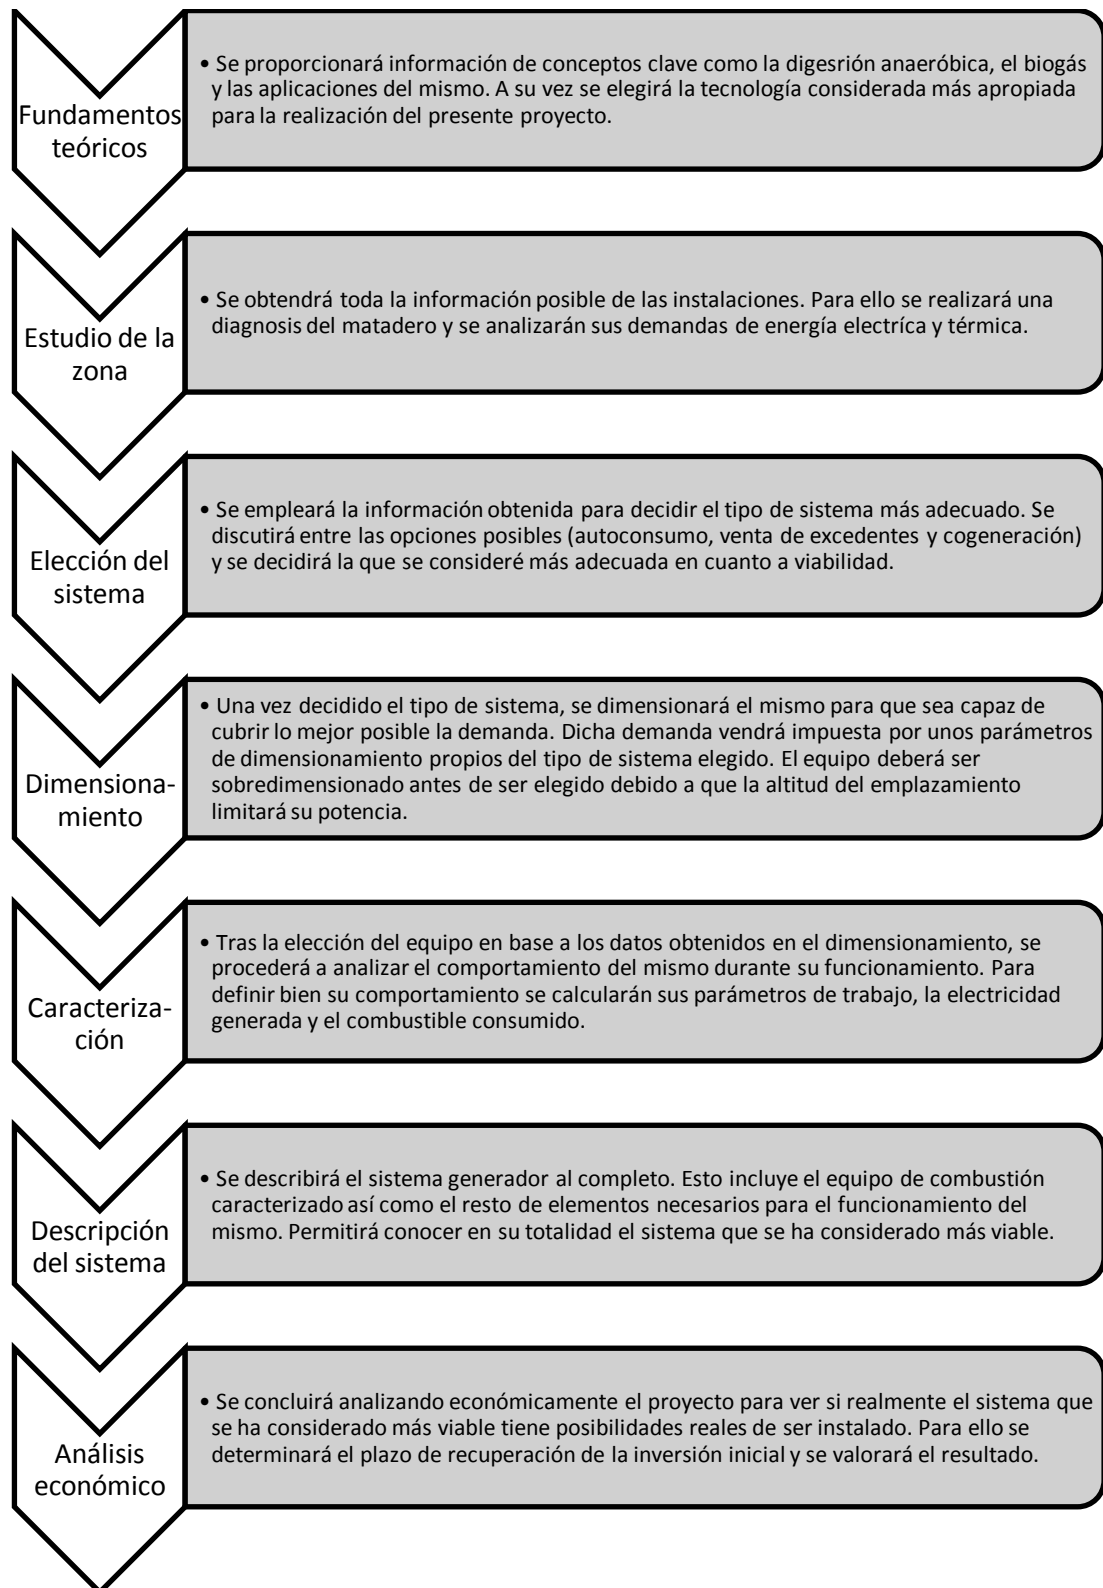 Fundamentos
teóricos
• Se proporcionará información de conceptos clave como la digesrión anaeróbica, el biogás
y las aplicaciones del mismo. A su vez se elegirá la tecnología considerada más apropiada
para la realización del presente proyecto.
Estudio de la
zona
• Se obtendrá toda la información posible de las instalaciones. Para ello se realizará una
diagnosis del matadero y se analizarán sus demandas de energía electríca y térmica.
Elección del
sistema
• Se empleará la información obtenida para decidir el tipo de sistema más adecuado. Se
discutirá entre las opciones posibles (autoconsumo, venta de excedentes y cogeneración)
y se decidirá la que se consideré más adecuada en cuanto a viabilidad.
Dimensiona-
miento
• Una vez decidido el tipo de sistema, se dimensionará el mismo para que sea capaz de
cubrir lo mejor posible la demanda. Dicha demanda vendrá impuesta por unos parámetros
de dimensionamiento propios del tipo de sistema elegido. El equipo deberá ser
sobredimensionado antes de ser elegido debido a que la altitud del emplazamiento
limitará su potencia.
Caracteriza-
ción
• Tras la elección del equipo en base a los datos obtenidos en el dimensionamiento, se
procederá a analizar el comportamiento del mismo durante su funcionamiento. Para
definir bien su comportamiento se calcularán sus parámetros de trabajo, la electricidad
generada y el combustible consumido.
Descripción
del sistema
• Se describirá el sistema generador al completo. Esto incluye el equipo de combustión
caracterizado así como el resto de elementos necesarios para el funcionamiento del
mismo. Permitirá conocer en su totalidad el sistema que se ha considerado más viable.
Análisis
económico
• Se concluirá analizando económicamente el proyecto para ver si realmente el sistema que
se ha considerado más viable tiene posibilidades reales de ser instalado. Para ello se
determinará el plazo de recuperación de la inversión inicial y se valorará el resultado.